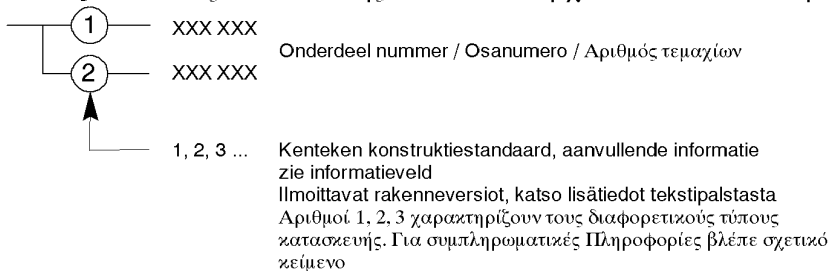 1 XXX XXX
Onderdeel nummer / Osanumero / Αριθμός τεμαχίων
2 XXX XXX
1, 2, 3 ... Kenteken konstruktiestandaard, aanvullende informatie
zie informatieveld
Ilmoittavat rakenneversiot, katso lisätiedot tekstipalstasta
Αριθμοί 1, 2, 3 χαρακτηρίζουν τους διαφορετικούς τύπους
κατασκευής. Για συμπληρωματικές Πληροφορίες βλέπε σχετικό
κείμενο